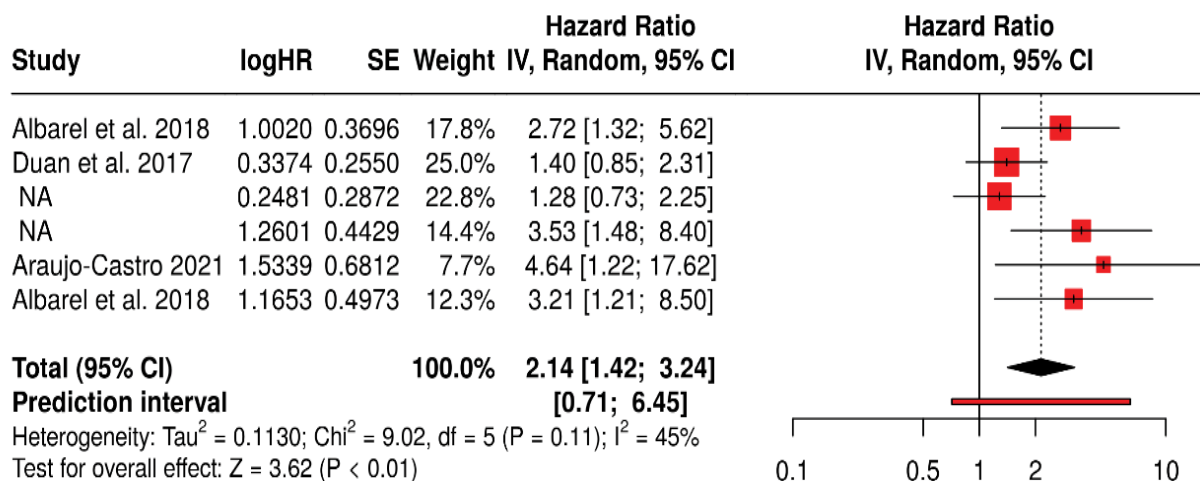 Hazard Ratio Hazard Ratio
Study logHR SE Weight IV, Random, 95% CI IV, Random, 95% CI
Albarel et al. 2018 1.0020 0.3696 17.8% 2.72 [1.32; 5.62]
Duan et al. 2017 0.3374 0.2550 25.0% 1.40 [0.85; 2.31]
NA 0.2481 0.2872 22.8% 1.28 [0.73; 2.25]
NA 1.2601 0.4429 14.4% 3.53 [1.48; 8.40]
Araujo-Castro 2021 1.5339 0.6812 7.7% 4.64 [1.22; 17.62]
Albarel et al. 2018 1.1653 0.4973 12.3% 3.21 [1.21; 8.50]
Total (95% CI) 100.0% 2.14 [1.42; 3.24]
Prediction interval [0.71; 6.45]
Heterogeneity: Tau² = 0.1130; Chi² = 9.02, df = 5 (P = 0.11); I² = 45%
Test for overall effect: Z = 3.62 (P < 0.01)
0.1 0.5 1 2 10